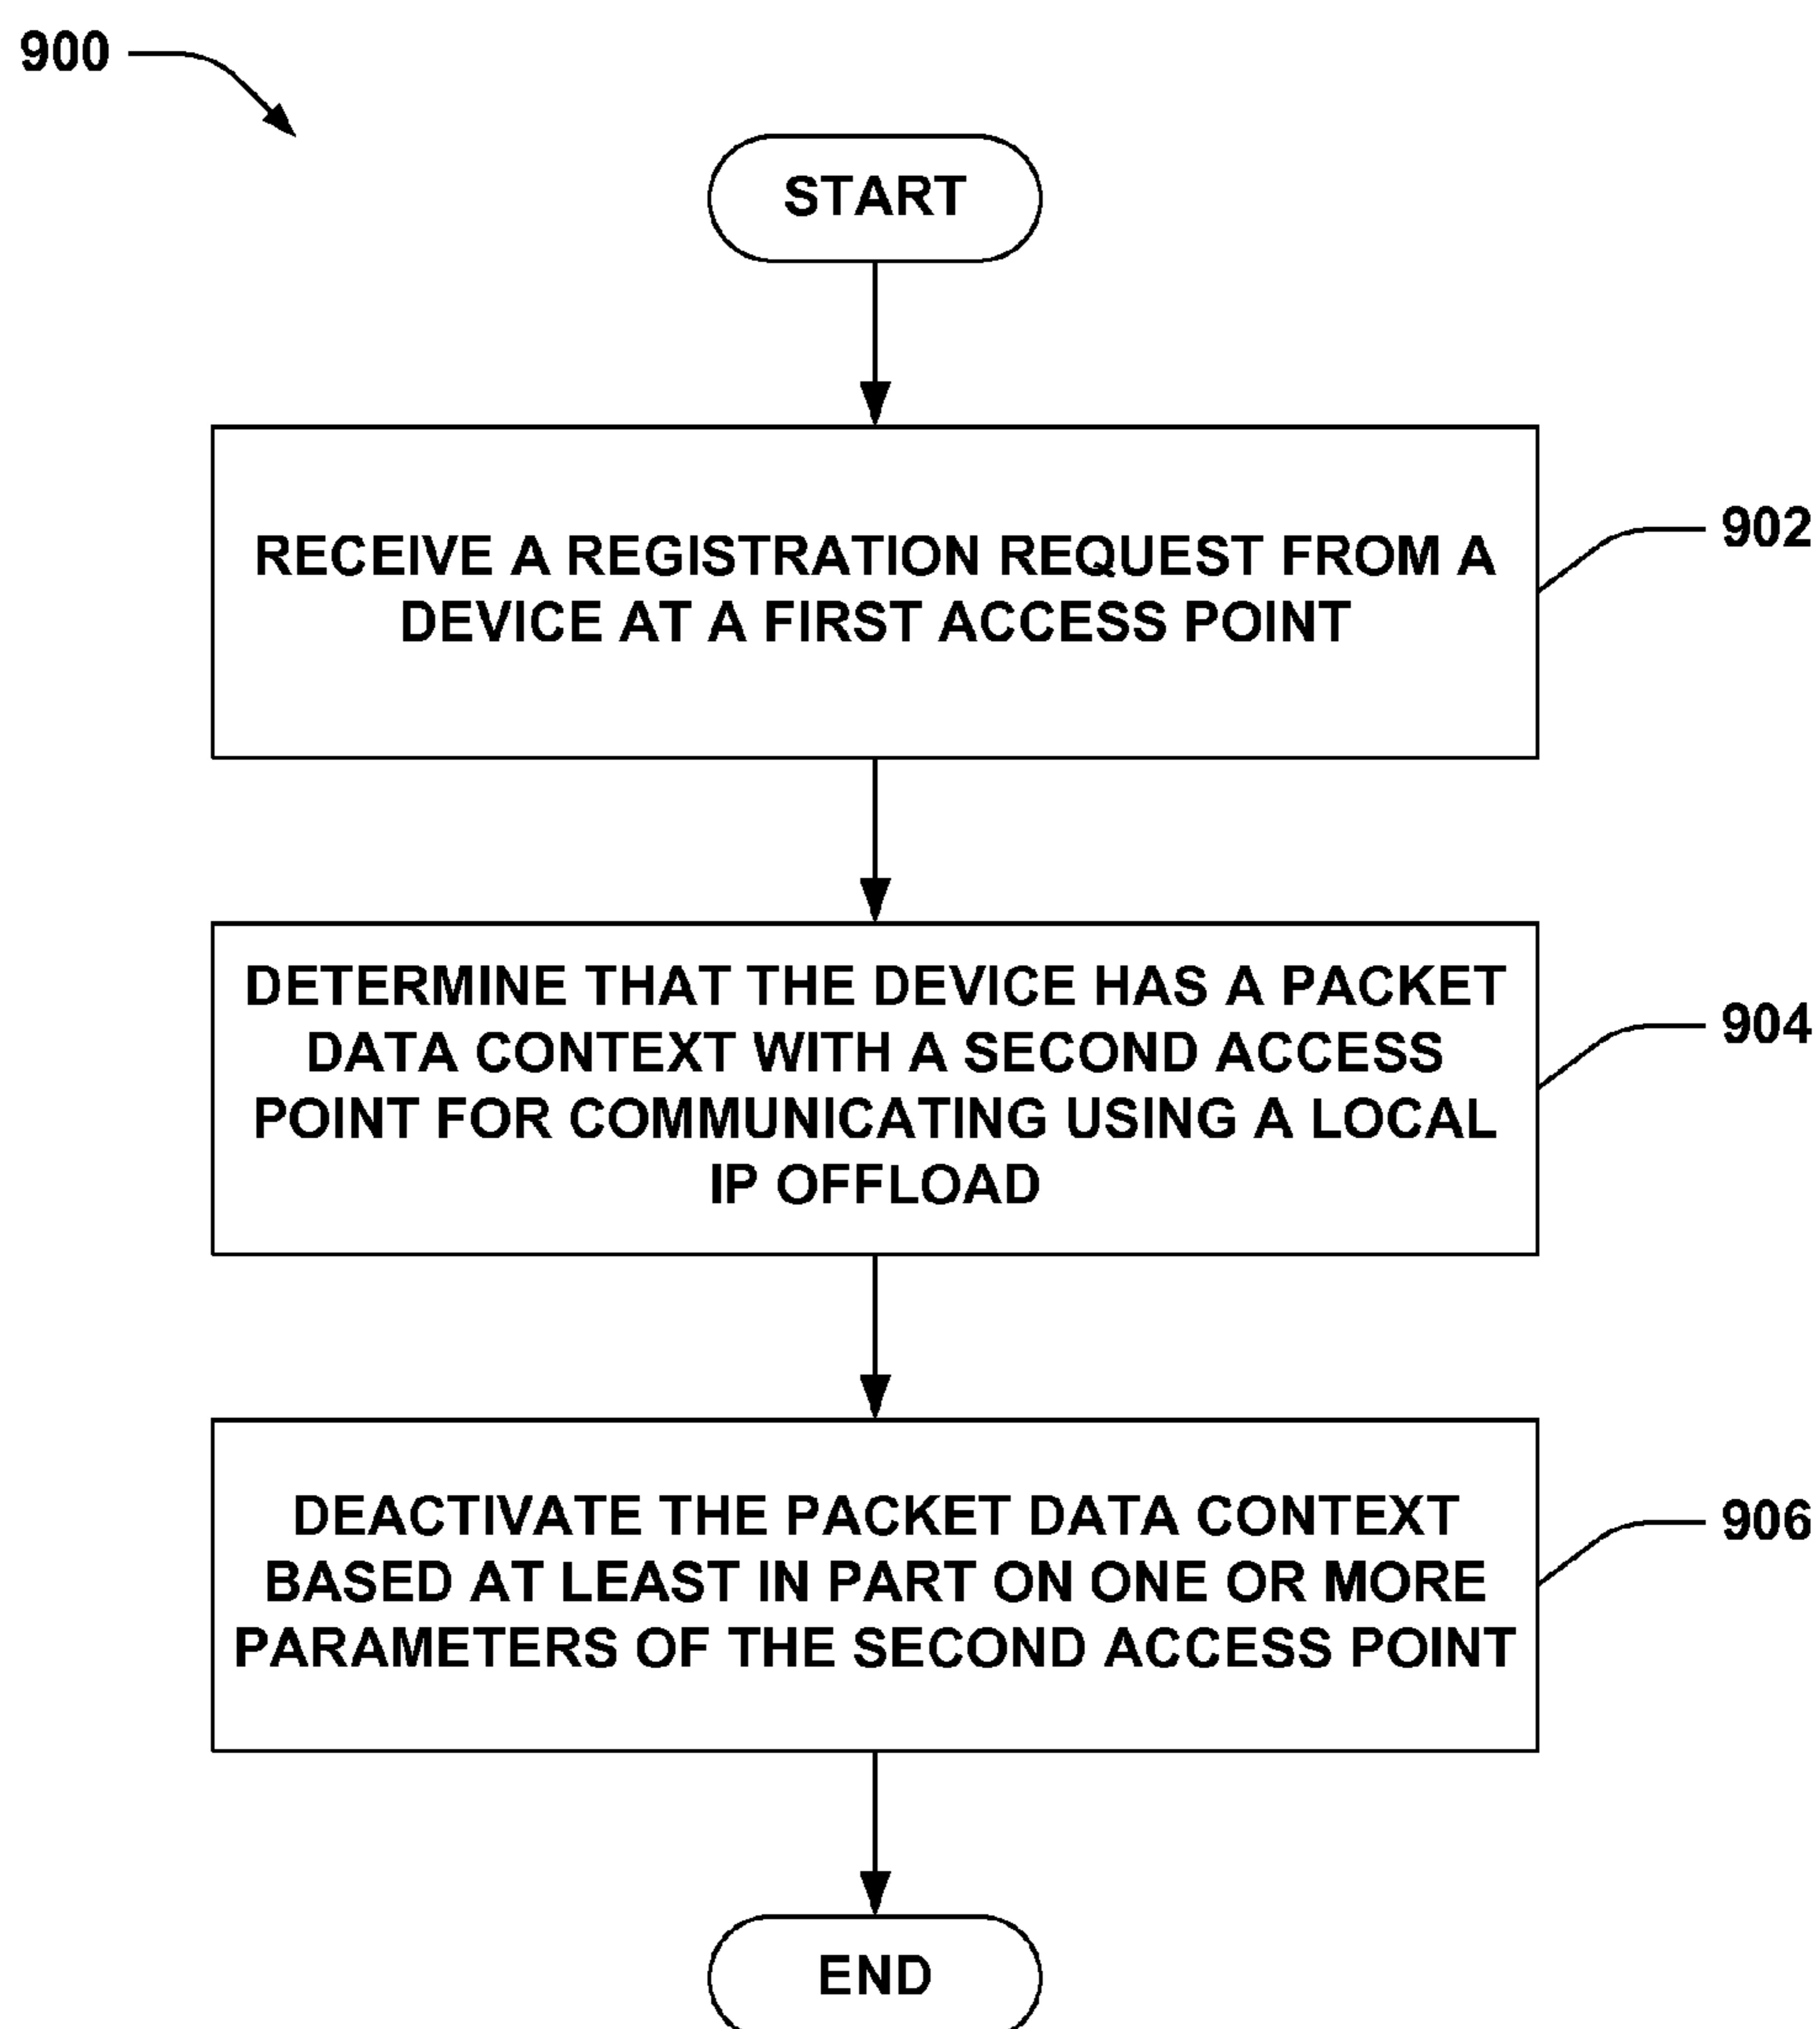 900
START
RECEIVE A REGISTRATION REQUEST FROM A
DEVICE AT A FIRST ACCESS POINT
902
DETERMINE THAT THE DEVICE HAS A PACKET
DATA CONTEXT WITH A SECOND ACCESS
POINT FOR COMMUNICATING USING A LOCAL
IP OFFLOAD
904
DEACTIVATE THE PACKET DATA CONTEXT
BASED AT LEAST IN PART ON ONE OR MORE
PARAMETERS OF THE SECOND ACCESS POINT
906
END